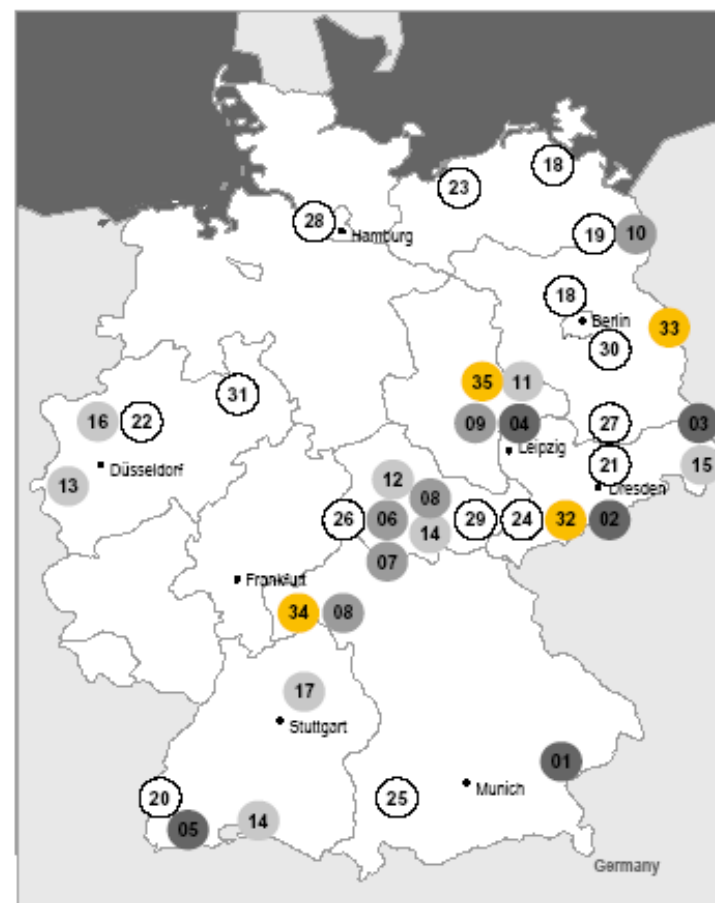 18
23
28
Hamburg
19 10
18
Berlin
33
30
35 11
31
16 22
09 04
27
03
Leipzig
Düsseldorf
21
15
13
12
Dresden
08
26 06
14
29 24 32 02
07
Frankfurt
34 08
17
Stuttgart
01
Munich
20
25
05
14
Germany